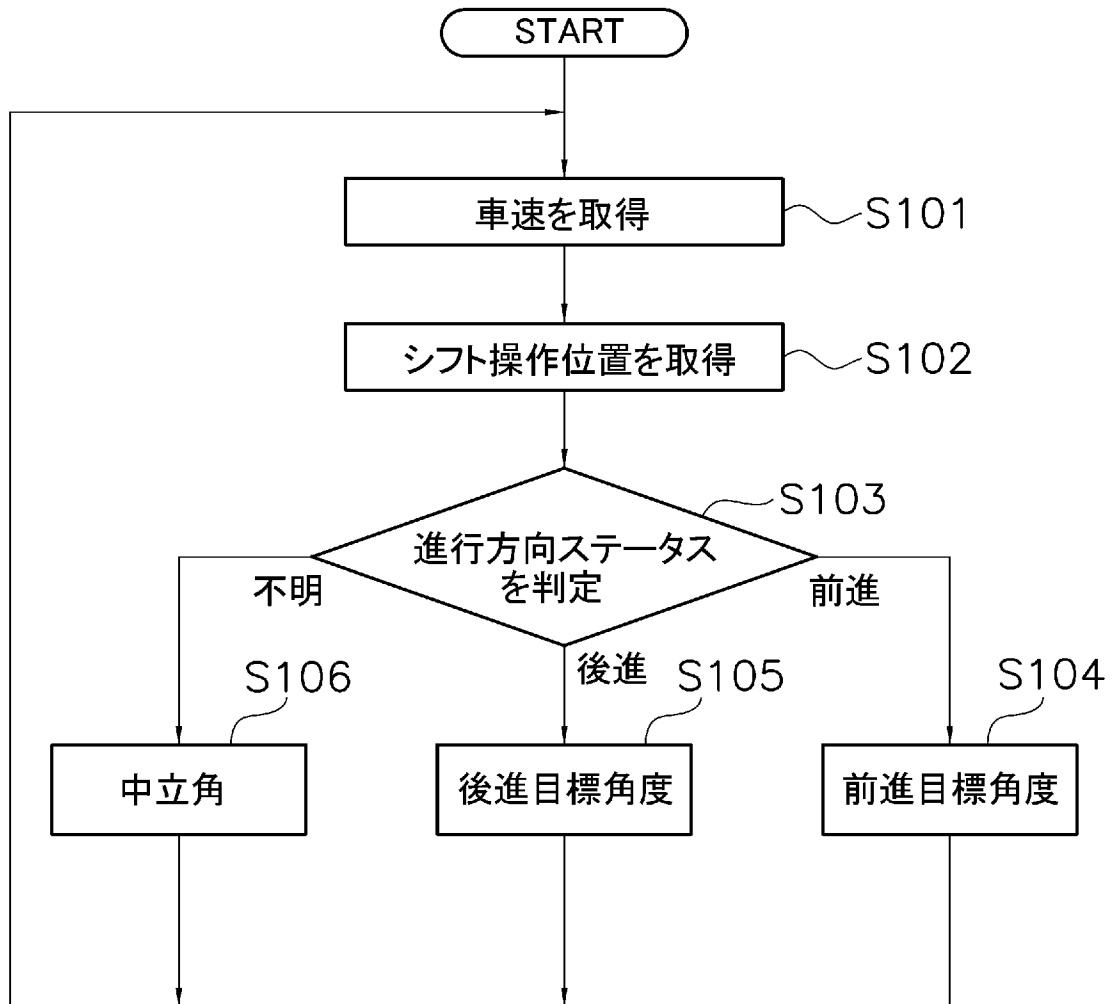 START
車速を取得
S101
シフト操作位置を取得
S102
S103
進行方向ステータス
を判定
不明
前進
後進
S106
S105
S104
中立角
後進目標角度
前進目標角度